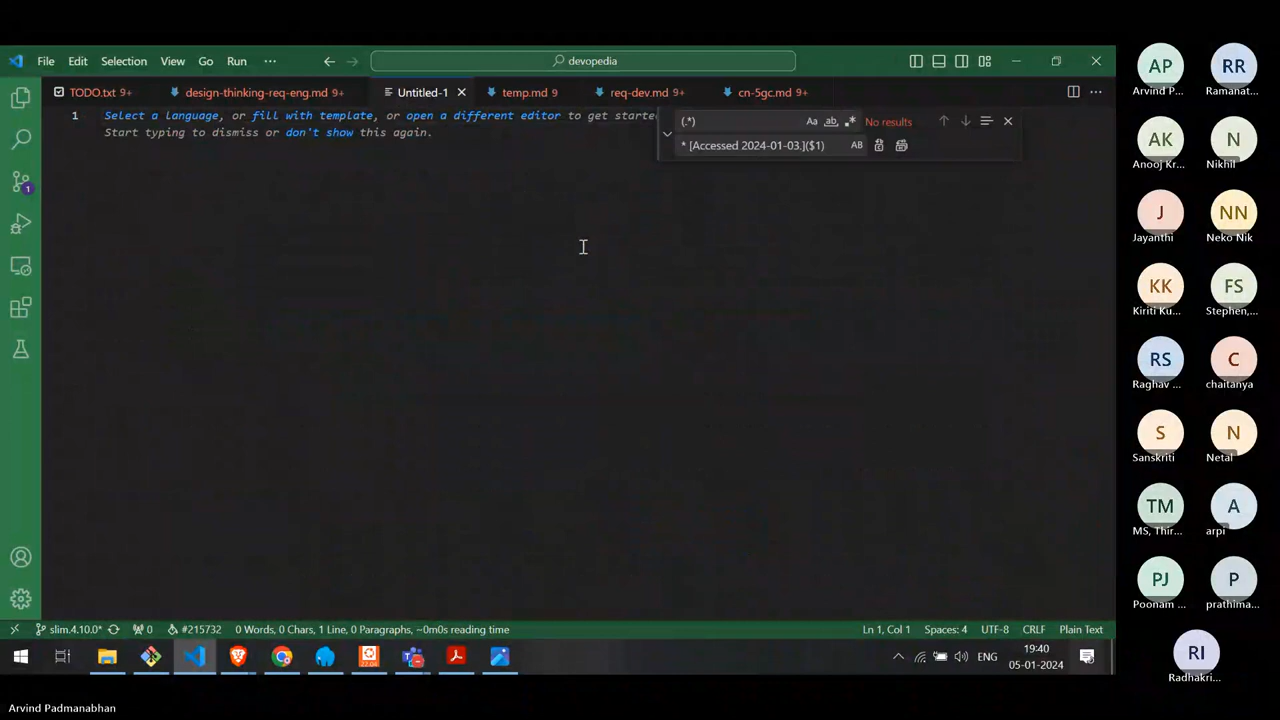 File Edit Selection View Go Run ··· devopedia
TODO.txt 9+ design-thinking-req-eng.md 9+ Untitled-1 temp.md 9 req-dev.md 9+ cn-5gc.md 9+
1 Select a language, or fill with template, or open a different editor to get starte
Start typing to dismiss or don't show this again.
(.*) Aa ab .* No results
* [Accessed 2024-01-03.]($1) AB
1
slim.4.10.0* 0 #215732 0 Words, 0 Chars, 1 Line, 0 Paragraphs, ~0m0s reading time Ln 1, Col 1 Spaces: 4 UTF-8 CRLF Plain Text
22.04 ENG 19:40
05-01-2024
AP RR
Arvind P... Ramanat...
AK N
Anooj Kr... Nikhil
J NN
Jayanthi Neko Nik
KK FS
Kiriti Ku... Stephen,...
RS C
Raghav ... chaitanya
S N
Sanskriti Netal
TM A
MS, Thir... arpi
PJ P
Poonam ... prathima...
RI
Radhakri...
Arvind Padmanabhan